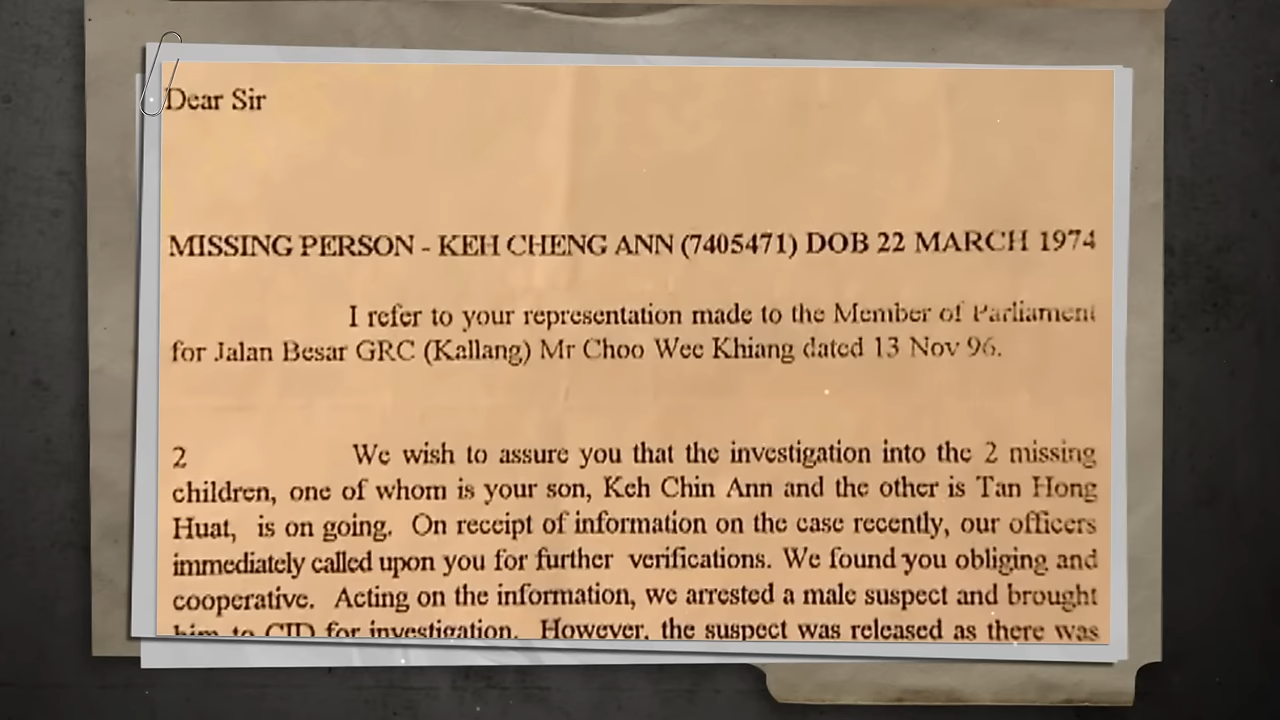 Dear Sir
MISSING PERSON - KEH CHENG ANN (7405471) DOB 22 MARCH 1974
I refer to your representation made to the Member of Parliament
for Jalan Besar GRC (Kallang) Mr Choo Wee Khiang dated 13 Nov 96.
2 We wish to assure you that the investigation into the 2 missing
children, one of whom is your son, Keh Chin Ann and the other is Tan Hong
Huat, is on going. On receipt of information on the case recently, our officers
immediately called upon you for further verifications. We found you obliging and
cooperative. Acting on the information, we arrested a male suspect and brought
him to CID for investigation. However, the suspect was released as there was